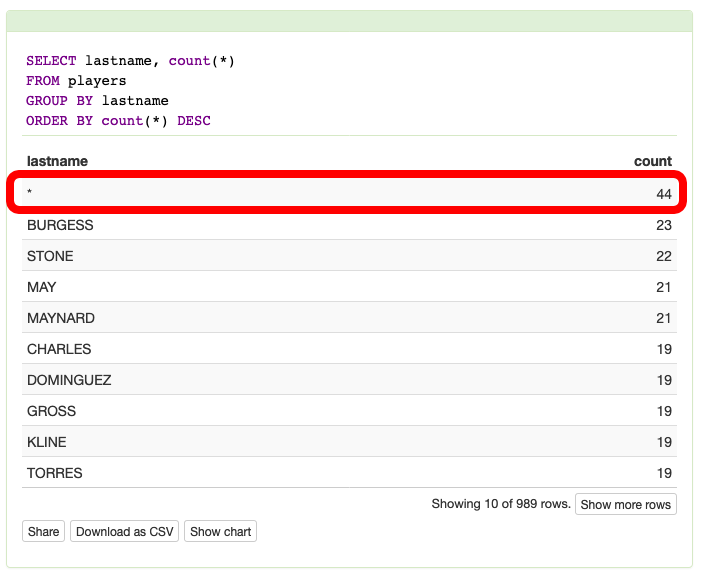 SELECT lastname, count(*)
FROM players
GROUP BY lastname
ORDER BY count(*) DESC
lastname count
* 44
BURGESS 23
STONE 22
MAY 21
MAYNARD 21
CHARLES 19
DOMINGUEZ 19
GROSS 19
KLINE 19
TORRES 19
Showing 10 of 989 rows. Show more rows
Share Download as CSV Show chart